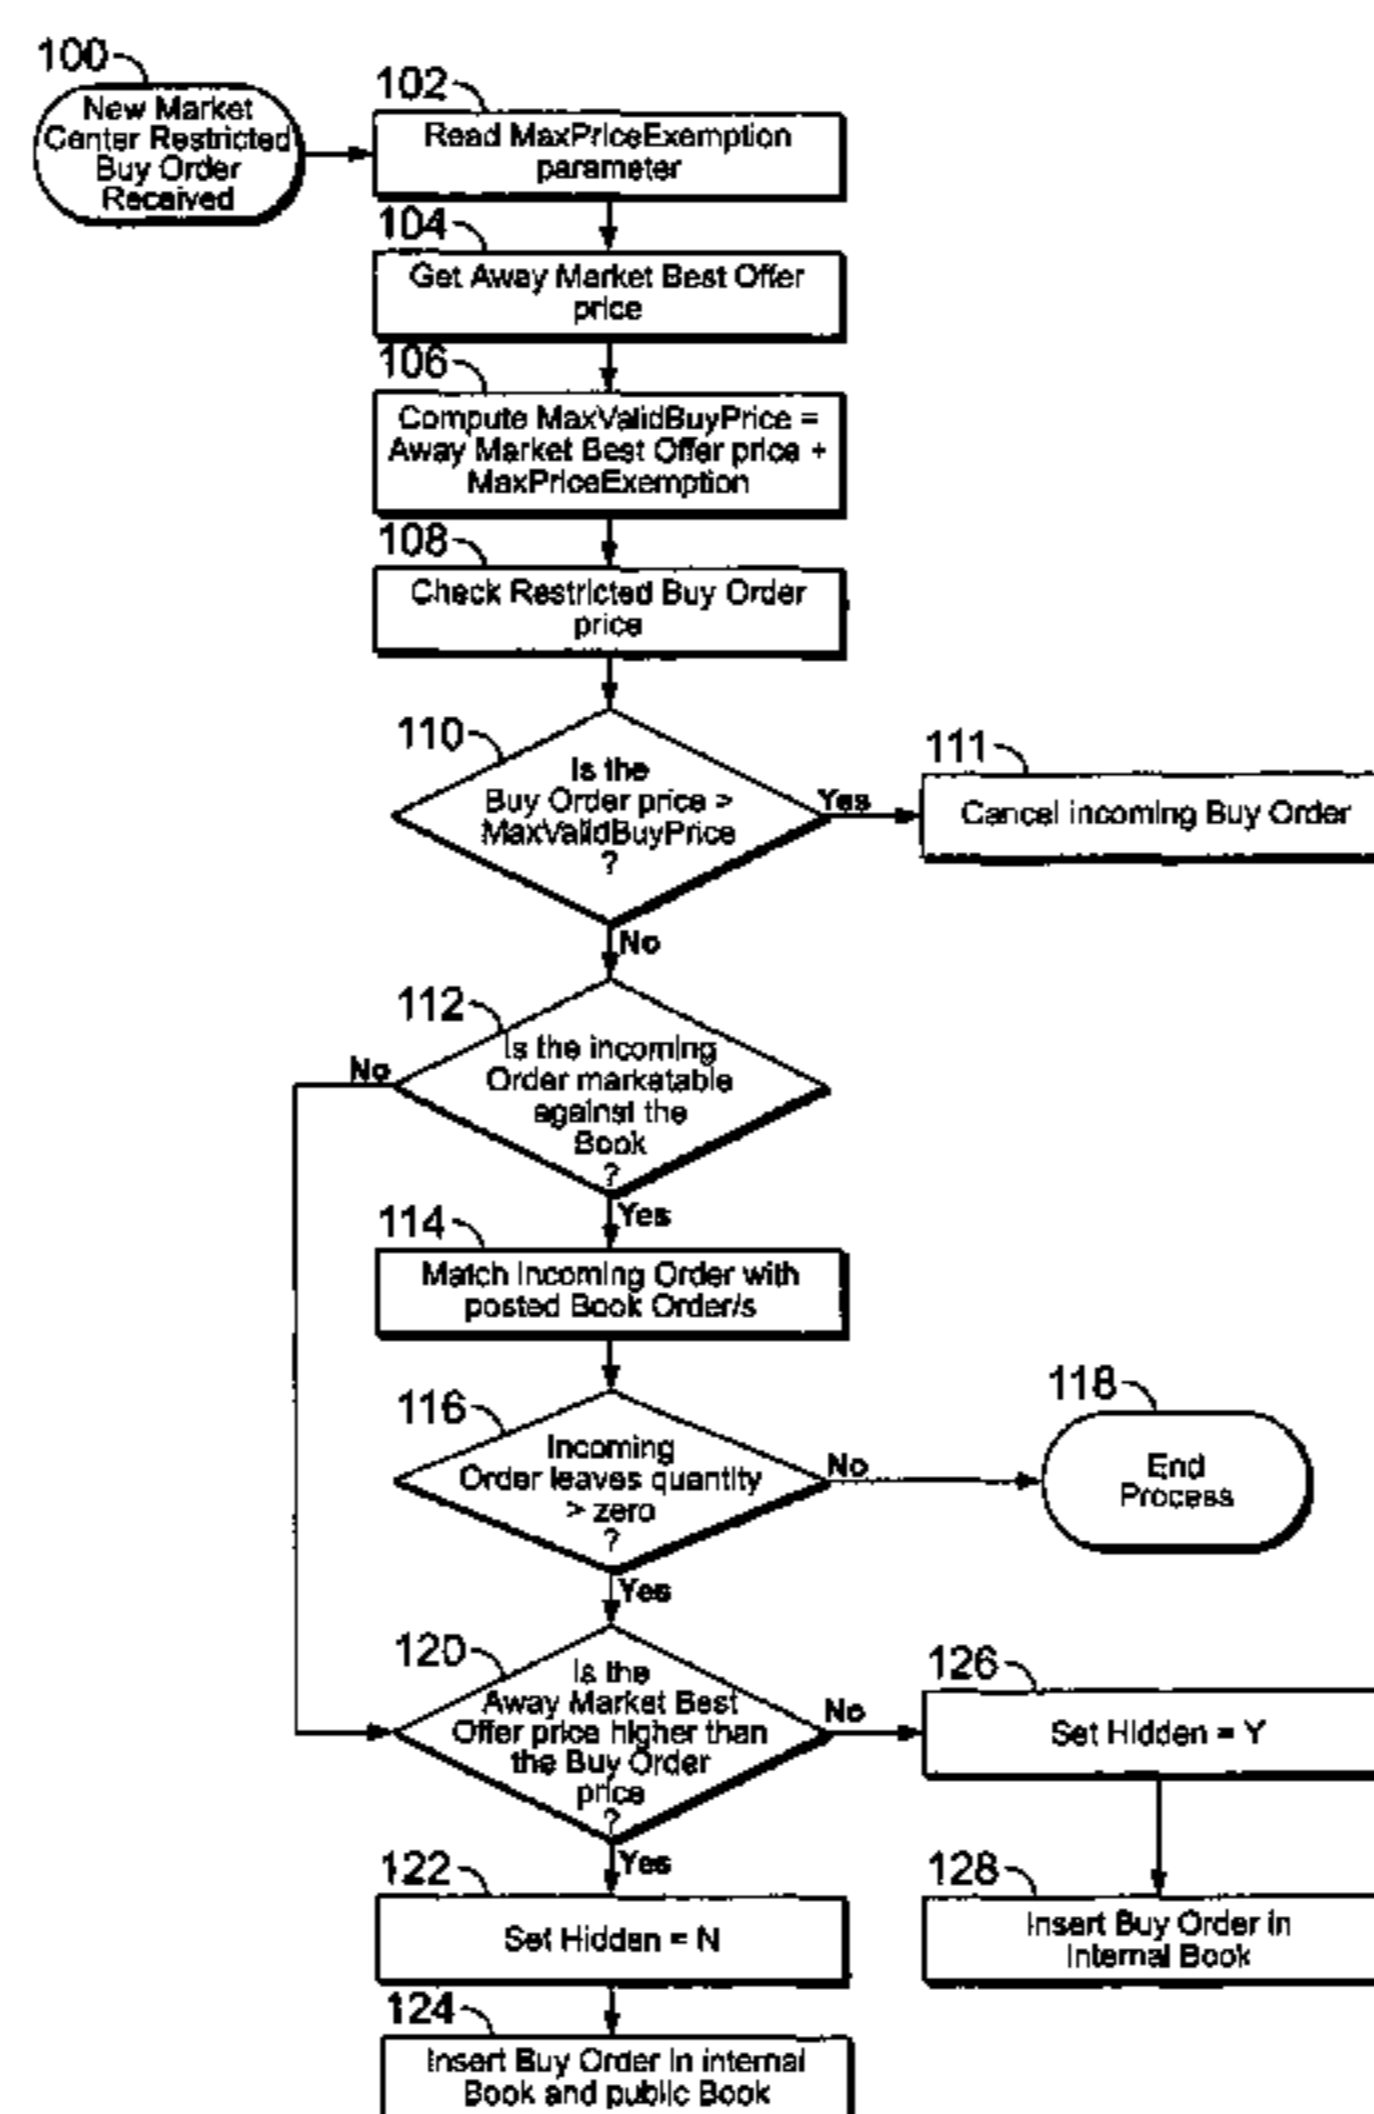 100
New Market
Center Restricted
Buy Order
Received
102
Read MaxPriceExemption
parameter
104
Get Away Market Best Offer
price
106
Compute MaxValidBuyPrice =
Away Market Best Offer price +
MaxPriceExemption
108
Check Restricted Buy Order
price
110
Is the
Buy Order price >
MaxValidBuyPrice
?
Yes
111
Cancel incoming Buy Order
No
112
Is the incoming
Order marketable
against the
Book
?
No
Yes
114
Match Incoming Order with
posted Book Order/s
116
Incoming
Order leaves quantity
> zero
?
No
118
End
Process
Yes
120
Is the
Away Market Best
Offer price higher than
the Buy Order
price
?
No
126
Set Hidden = Y
Yes
122
Set Hidden = N
128
Insert Buy Order in
Internal Book
124
Insert Buy Order in internal
Book and public Book